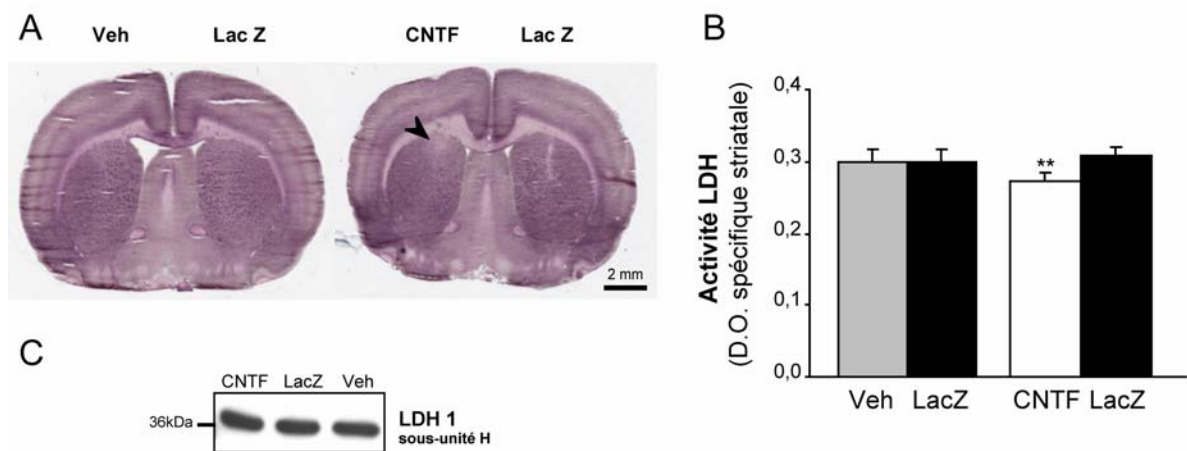 A
Veh
Lac Z
CNTF
Lac Z
2 mm
B
Activité LDH
(D.O. spécifique striatale)
0,4
0,3
0,2
0,1
0,0
**
Veh
LacZ
CNTF
LacZ
C
CNTF
LacZ
Veh
36kDa
LDH 1
sous-unité H